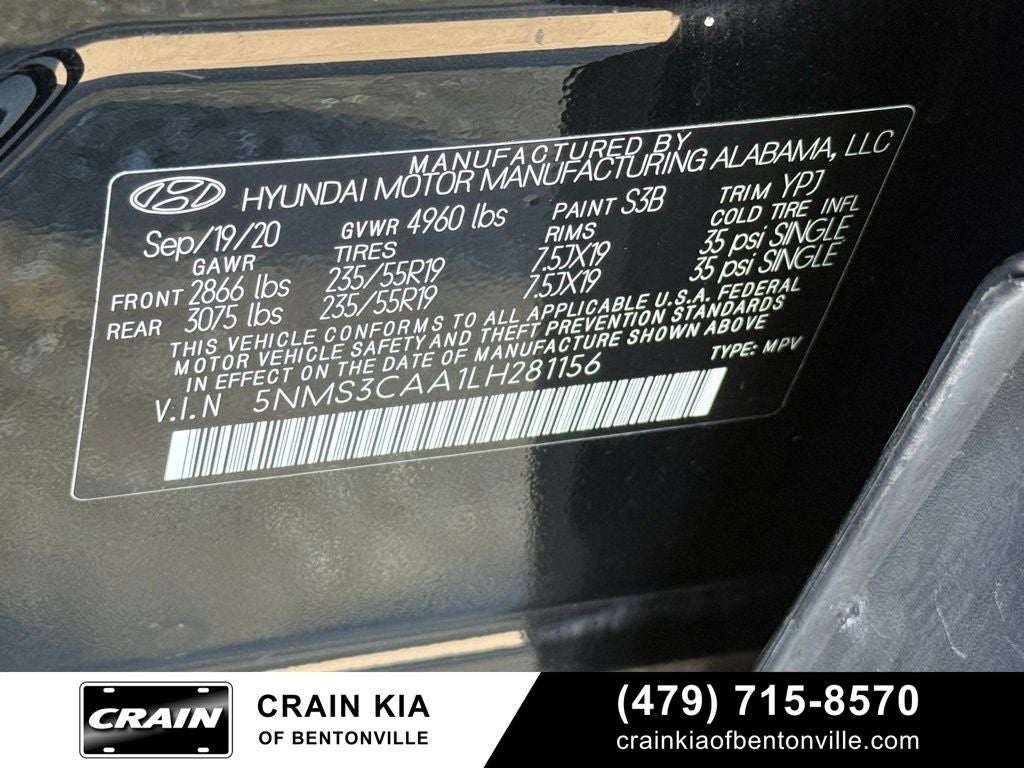 MANUFACTURED BY
HYUNDAI MOTOR MANUFACTURING ALABAMA, LLC
Sep/19/20 GVWR 4960 lbs PAINT S3B TRIM YPJ
GAWR TIRES RIMS COLD TIRE INFL
FRONT 2866 lbs 235/55R19 7.5JX19 35 psi SINGLE
REAR 3075 lbs 235/55R19 7.5JX19 35 psi SINGLE
THIS VEHICLE CONFORMS TO ALL APPLICABLE U.S.A. FEDERAL
MOTOR VEHICLE SAFETY AND THEFT PREVENTION STANDARDS
IN EFFECT ON THE DATE OF MANUFACTURE SHOWN ABOVE
V.I.N 5NMS3CAA1LH281156 TYPE: MPV
CRAIN
CRAIN KIA
OF BENTONVILLE
(479) 715-8570
crainkiaofbentonville.com